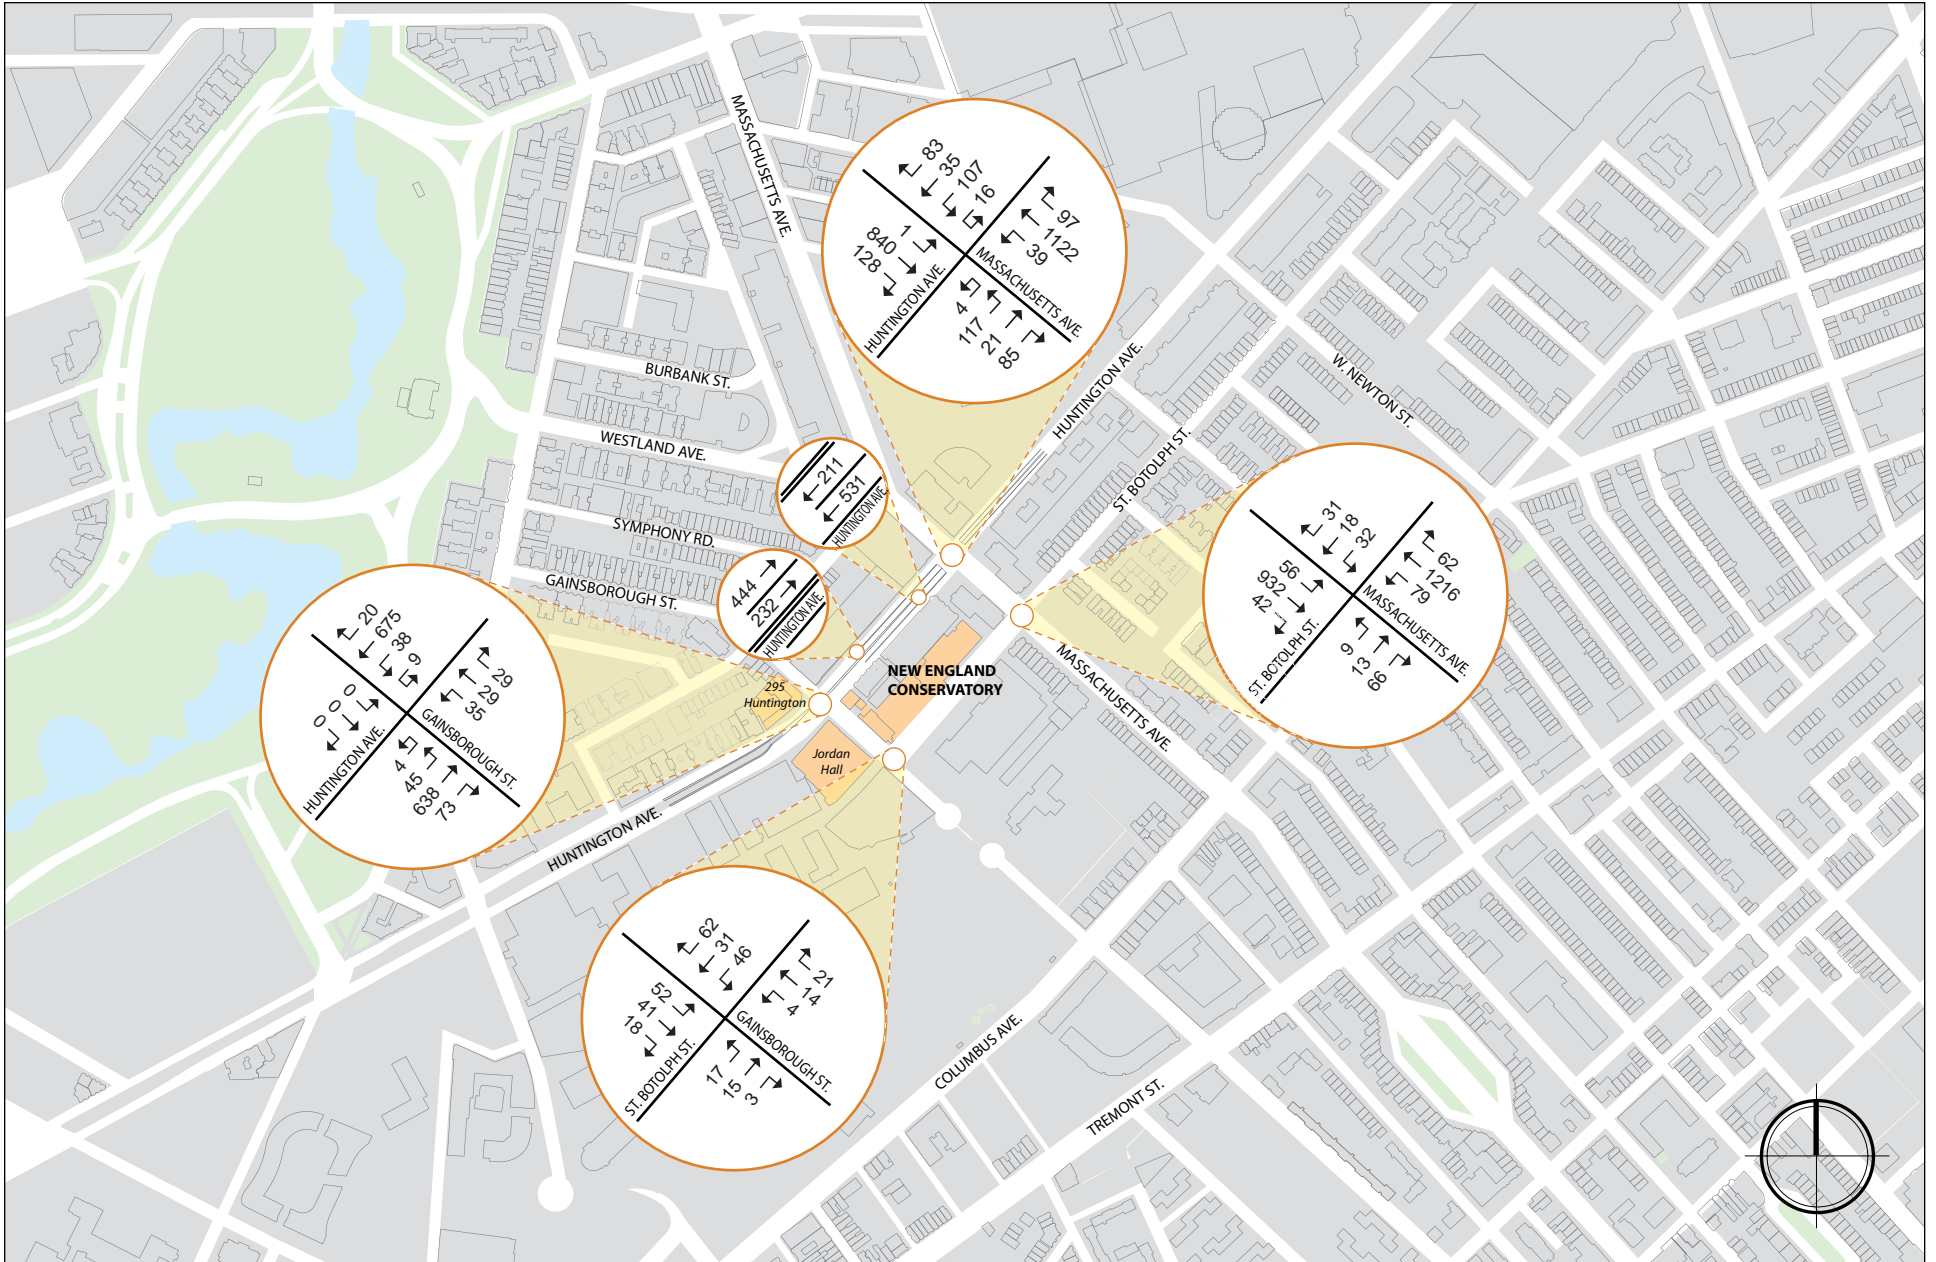 MASSACHUSETTS AVE.
83
35
107
16
97
1122
39
1
840
128
HUNTINGTON AVE.
MASSACHUSETTS AVE.
4
117
21
85
BURBANK ST.
WESTLAND AVE.
SYMPHONY RD.
GAINSBOROUGH ST.
HUNTINGTON AVE.
ST. BOTOLPH ST.
W. NEWTON ST.
211
531
HUNTINGTON AVE.
444
232
HUNTINGTON AVE.
31
18
32
62
1216
79
56
932
42
ST. BOTOLPH ST.
MASSACHUSETTS AVE.
9
13
66
20
675
38
9
29
29
35
0
0
0
HUNTINGTON AVE.
GAINSBOROUGH ST.
4
45
638
73
NEW ENGLAND
CONSERVATORY
295
Huntington
Jordan
Hall
MASSACHUSETTS AVE.
HUNTINGTON AVE.
62
31
46
21
14
4
52
41
18
ST. BOTOLPH ST.
GAINSBOROUGH ST.
17
15
3
COLUMBUS AVE.
TREMONT ST.